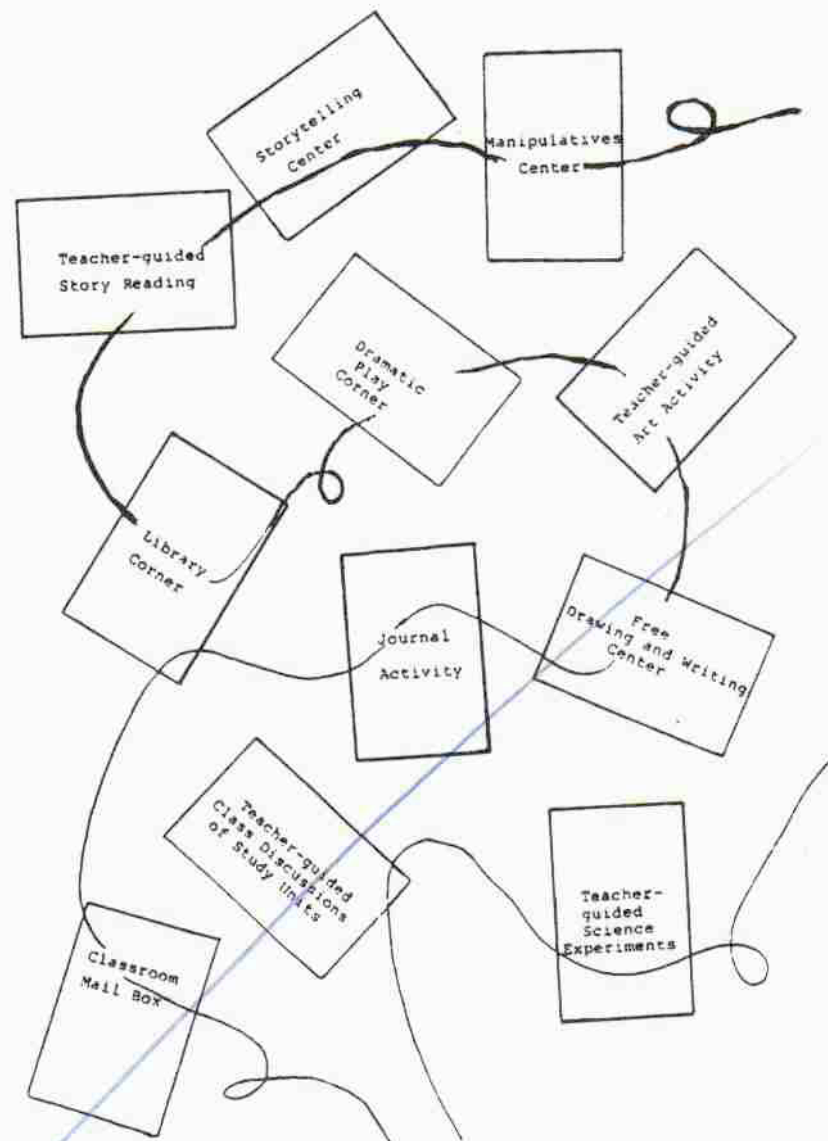 Storytelling
Center
Manipulatives
Center
Teacher-guided
Story Reading
Dramatic
Play
Corner
Teacher-guided
Art Activity
Library
Corner
Journal
Activity
Free
Drawing and Writing
Center
Teacher-guided
Class Discussions
of Study Units
Teacher-
guided
Science
Experiments
Classroom
Mail Box